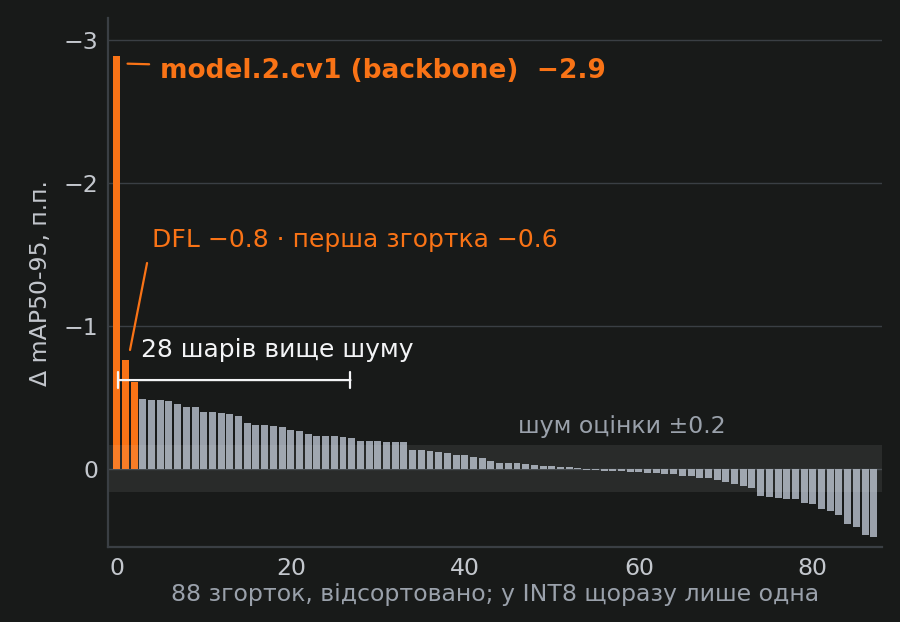 −3
model.2.cv1 (backbone) −2.9
−2
DFL −0.8 · перша згортка −0.6
−1
28 шарів вище шуму
шум оцінки ±0.2
0
Δ mAP50-95, п.п.
0 20 40 60 80
88 згорток, відсортовано; у INT8 щоразу лише одна